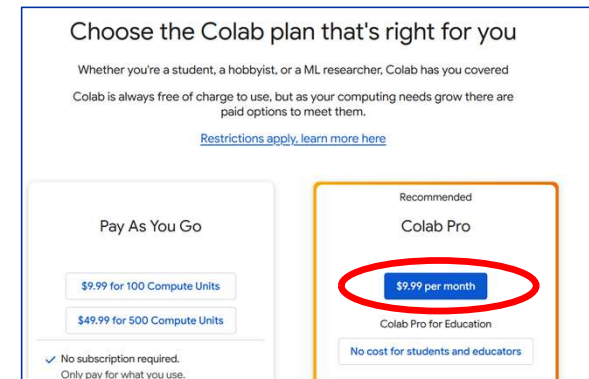 Choose the Colab plan that's right for you
Whether you're a student, a hobbyist, or a ML researcher, Colab has you covered
Colab is always free of charge to use, but as your computing needs grow there are
paid options to meet them.
Restrictions apply, learn more here
Pay As You Go
$9.99 for 100 Compute Units
$49.99 for 500 Compute Units
✓ No subscription required.
Only pay for what you use.
Recommended
Colab Pro
$9.99 per month
Colab Pro for Education
No cost for students and educators